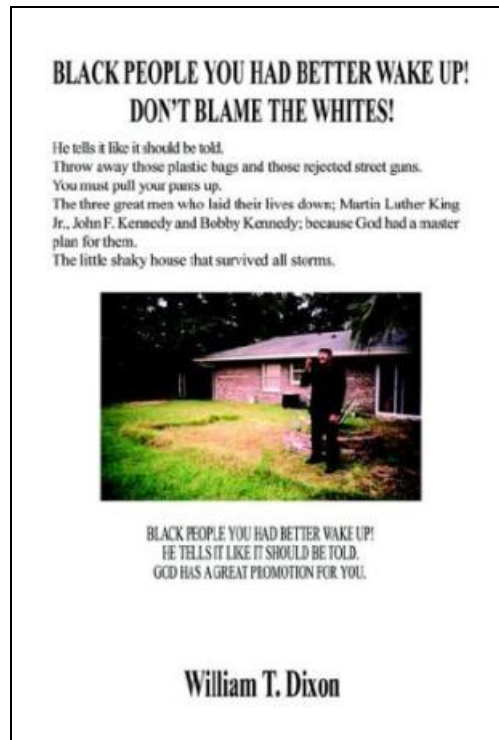 BLACK PEOPLE YOU HAD BETTER WAKE UP!
DON'T BLAME THE WHITES!
He tells it like it should be told.
Throw away those plastic bags and those rejected street guns.
You must pull your pants up.
The three great men who laid their lives down; Martin Luther King
Jr., John F. Kennedy and Bobby Kennedy; because God had a master
plan for them.
The little shaky house that survived all storms.
BLACK PEOPLE YOU HAD BETTER WAKE UP!
HE TELLS IT LIKE IT SHOULD BE TOLD.
GOD HAS A GREAT PROMOTION FOR YOU.
William T. Dixon